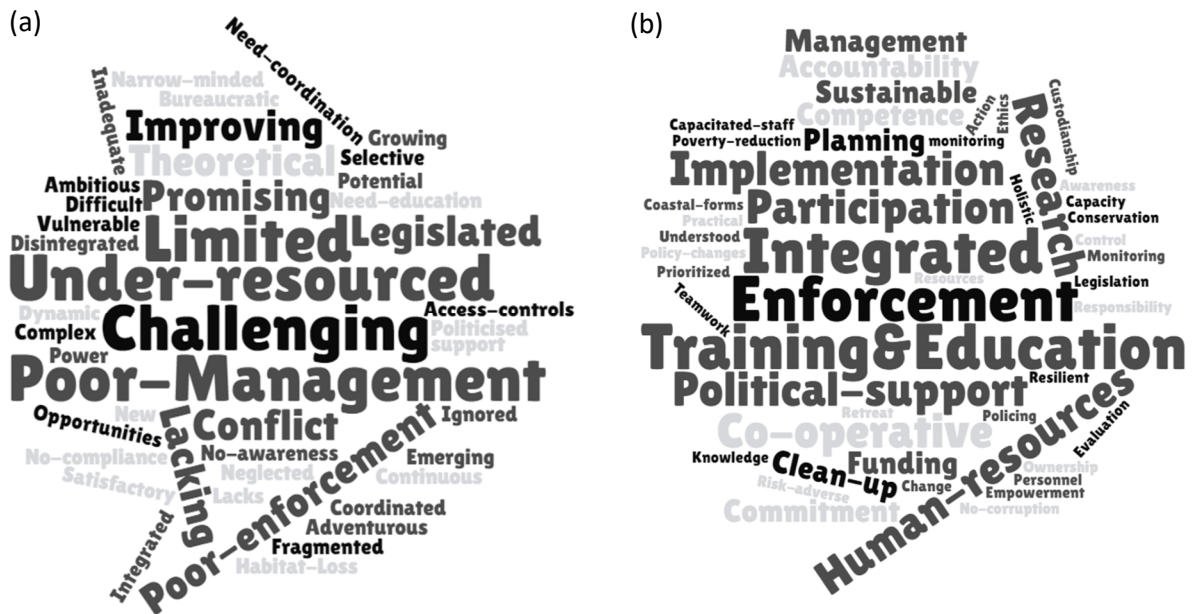 (a)
Need-coordination
Inadequate
Narrow-minded
Bureaucratic
Improving
Growing
Theoretical
Selective
Ambitious
Promising
Potential
Difficult
Need-education
Vulnerable
Limited
Legislated
Disintegrated
Under-resourced
Dynamic
Challenging
Access-controls
Complex
Politicised
support
Power
Poor-Management
Opportunities
New
Lacking
Conflict
Ignored
No-compliance
No-awareness
Poor-enforcement
Emerging
Satisfactory
Neglected
Continuous
Lacks
Integrated
Coordinated
Adventurous
Fragmented
Habitat-Loss
(b)
Management
Accountability
Sustainable
Competence
Action
Ethics
Research
Custodianship
Capacitated-staff
Poverty-reduction
Planning
monitoring
Implementation
Holistic
Awareness
Coastal-forms
Participation
Capacity
Practical
Conservation
Understood
Integrated
Control
Policy-changes
Monitoring
Prioritized
Resources
Legislation
Teamwork
Enforcement
Responsibility
Training&Education
Political-support
Resilient
Retreat
Policing
Co-operative
Human-resources
Evaluation
Knowledge
Clean-up
Funding
Ownership
Risk-adverse
Change
Personnel
Empowerment
Commitment
No-corruption